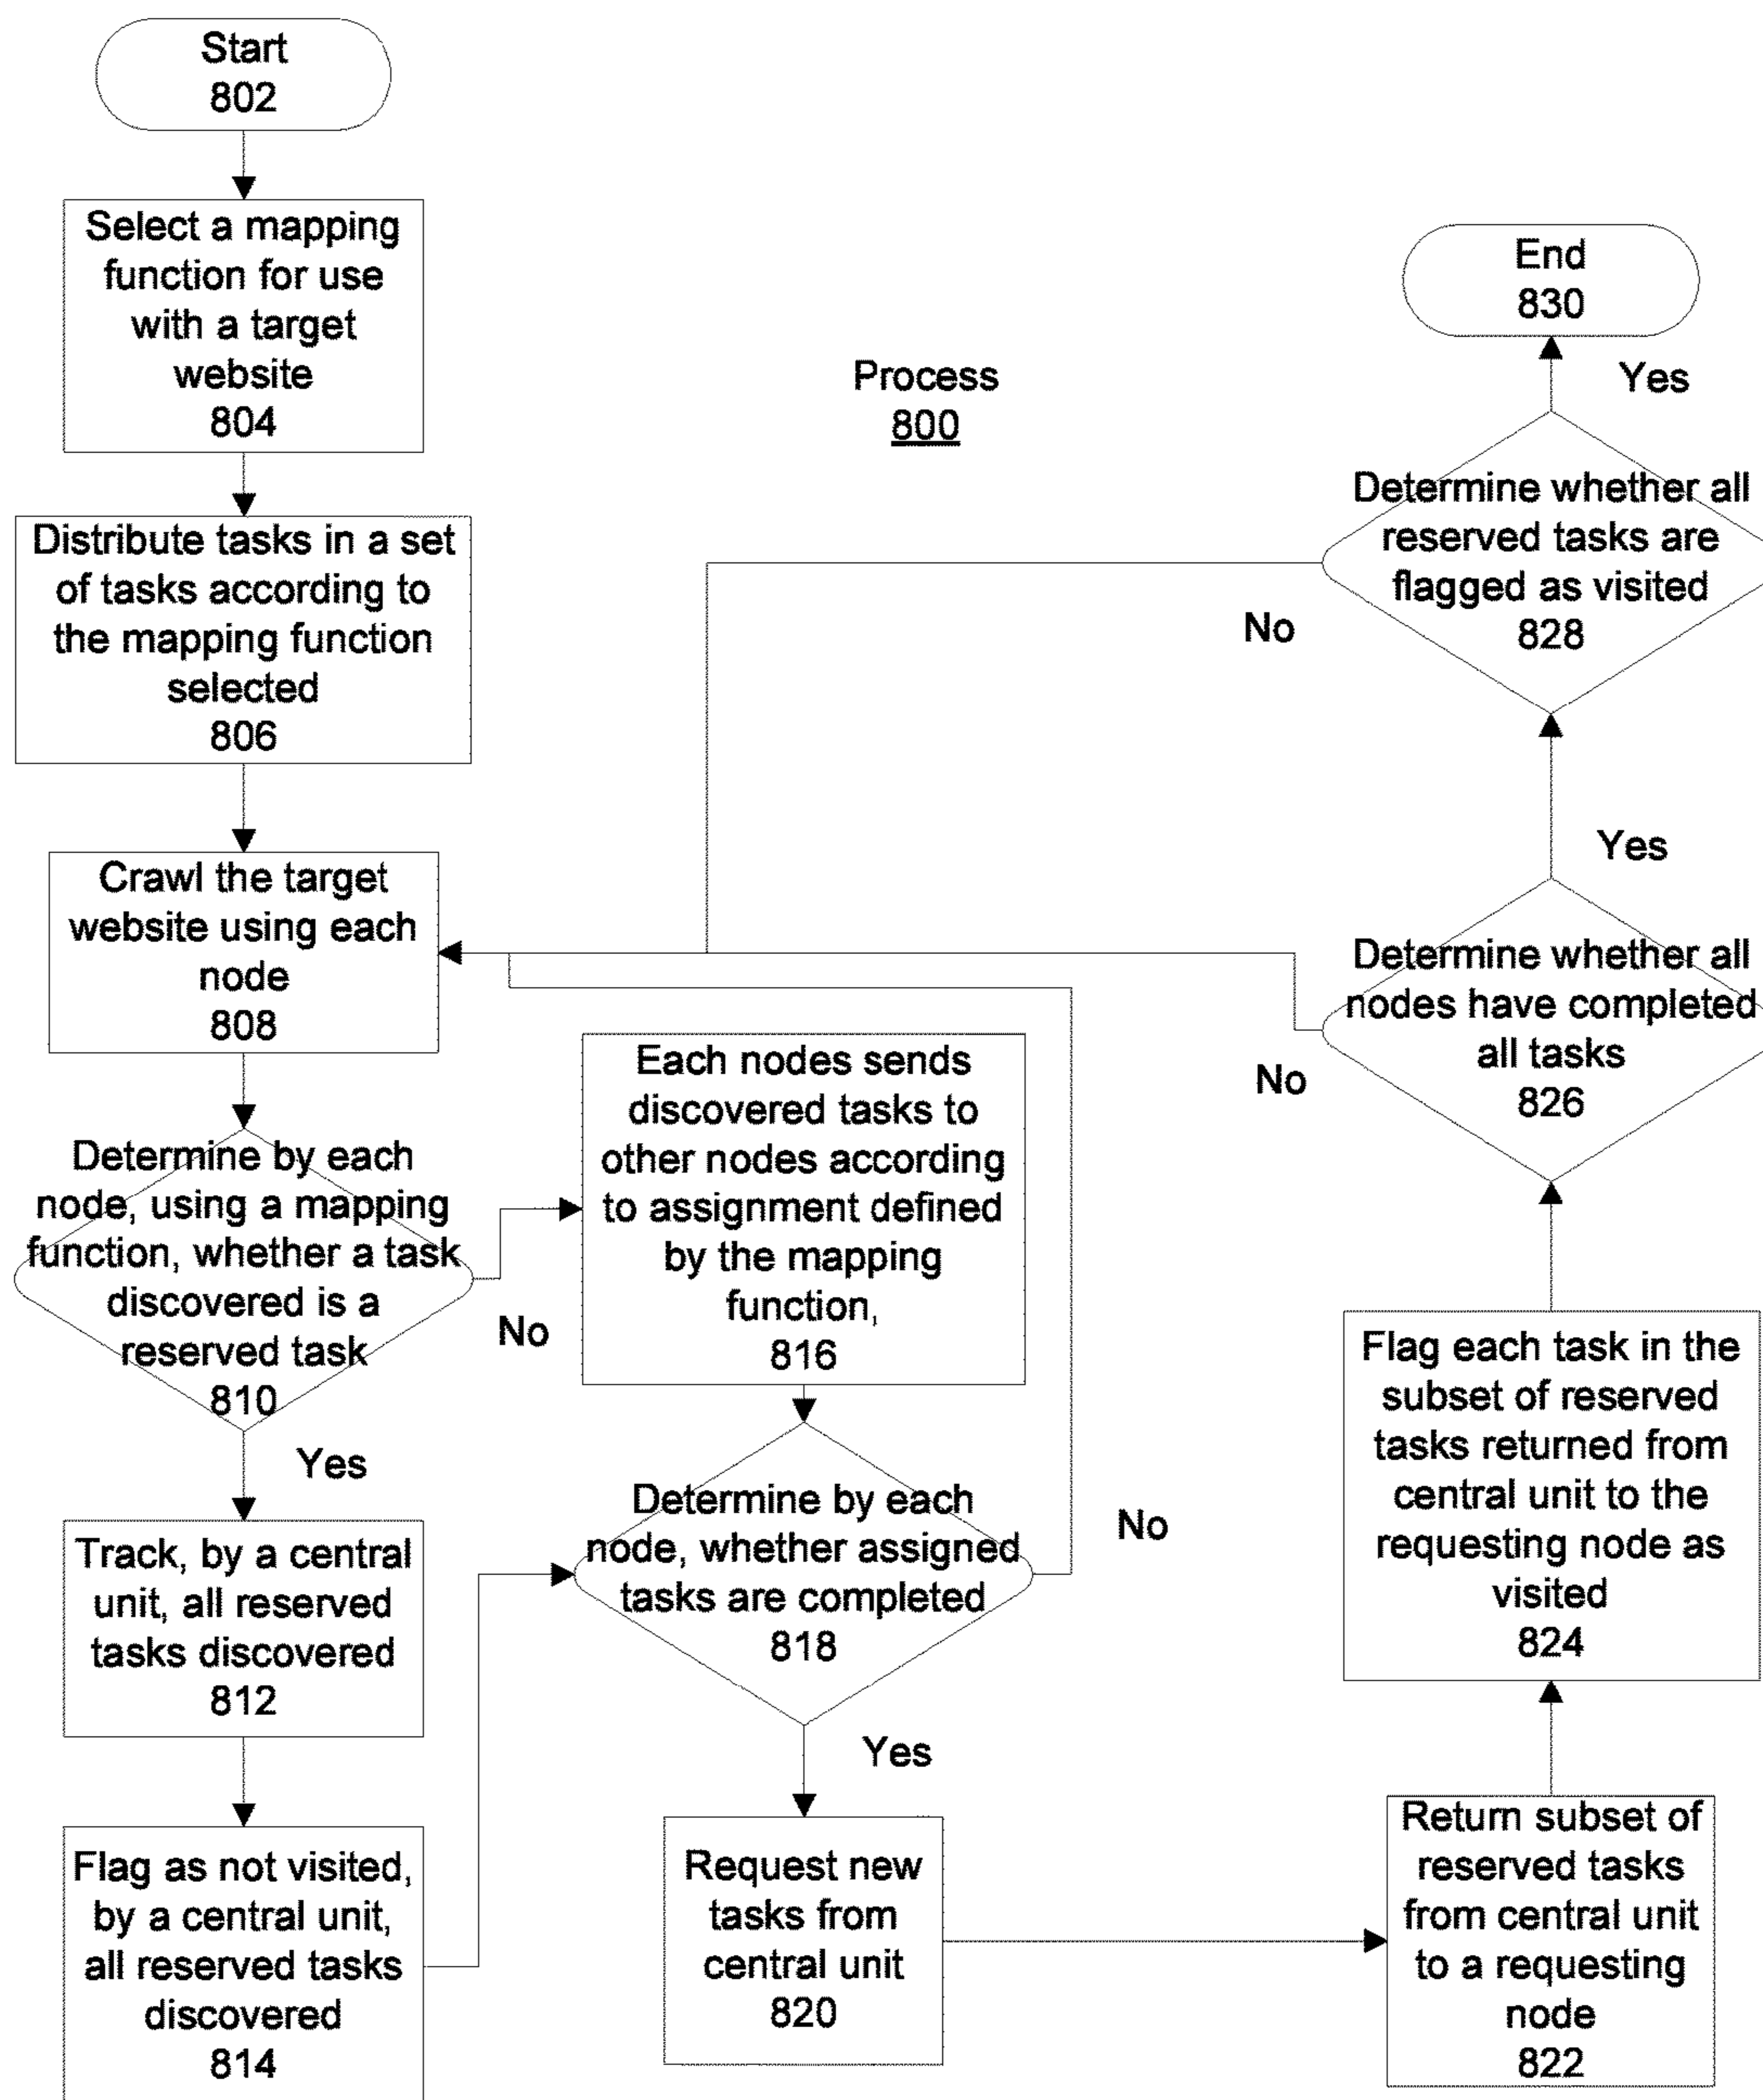 Start
802
Select a mapping
function for use
with a target
website
804
Distribute tasks in a set
of tasks according to
the mapping function
selected
806
Crawl the target
website using each
node
808
Determine by each
node, using a mapping
function, whether a task
discovered is a
reserved task
810
No
Yes
Track, by a central
unit, all reserved
tasks discovered
812
Flag as not visited,
by a central unit,
all reserved tasks
discovered
814
Each nodes sends
discovered tasks to
other nodes according
to assignment defined
by the mapping
function,
816
Determine by each
node, whether assigned
tasks are completed
818
No
Yes
Request new
tasks from
central unit
820
Return subset of
reserved tasks
from central unit
to a requesting
node
822
Flag each task in the
subset of reserved
tasks returned from
central unit to the
requesting node as
visited
824
Determine whether all
nodes have completed
all tasks
826
No
Yes
Determine whether all
reserved tasks are
flagged as visited
828
No
Yes
End
830
Process
800